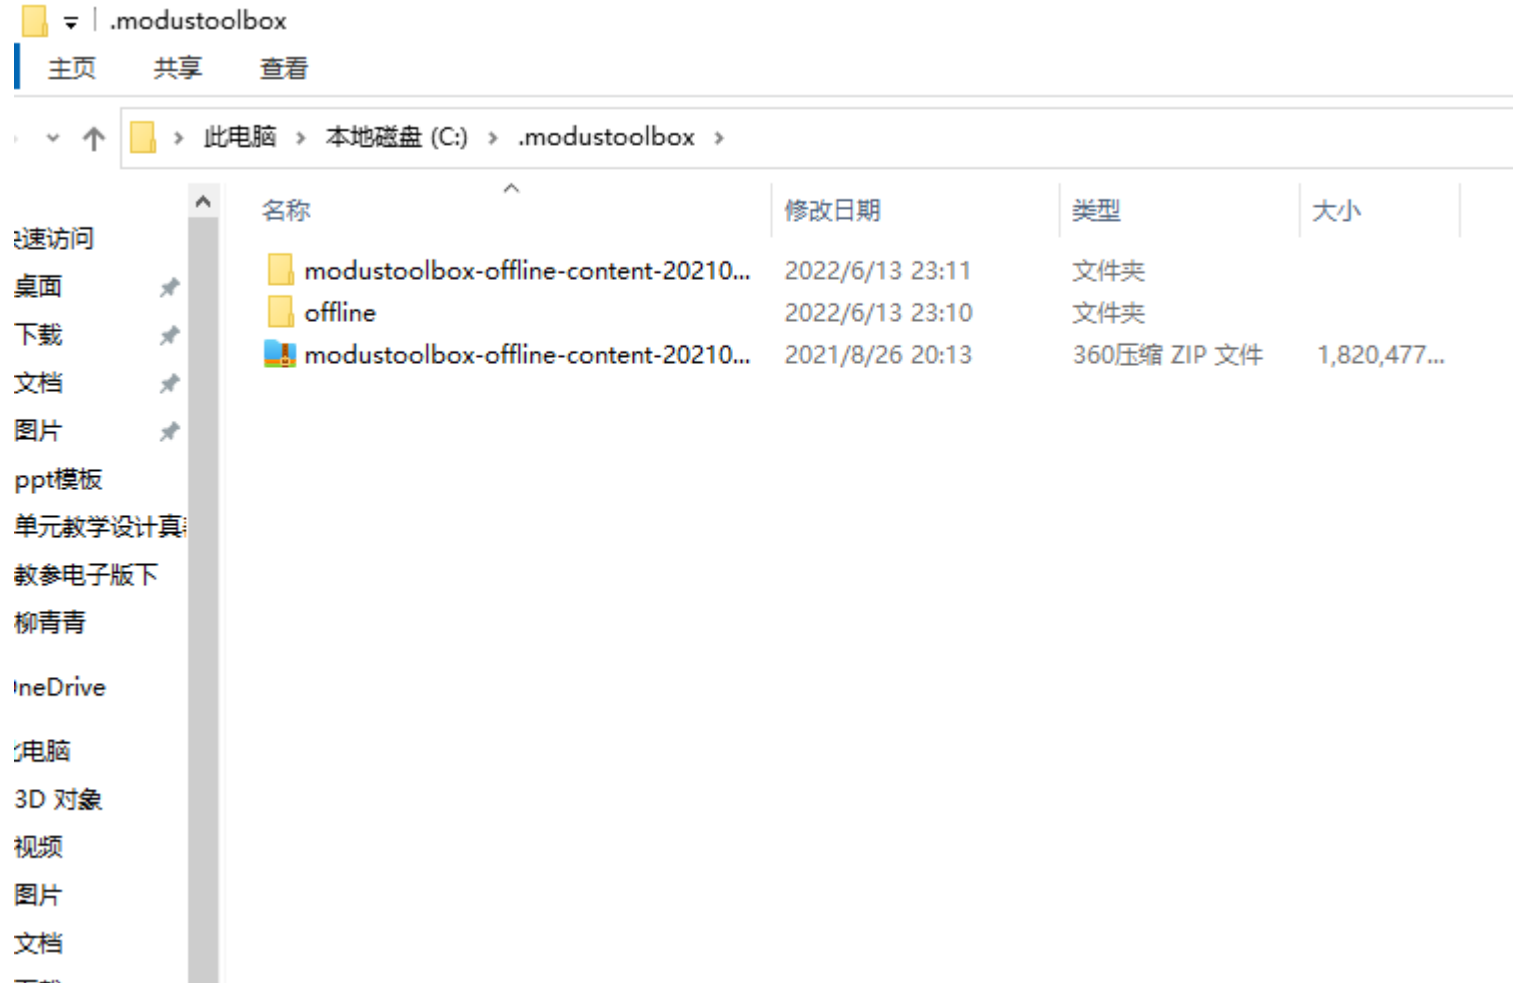 .modustoolbox
主页 共享 查看
此电脑 > 本地磁盘 (C:) > .modustoolbox >
名称 修改日期 类型 大小
速访问
modustoolbox-offline-content-20210... 2022/6/13 23:11 文件夹
桌面
offline 2022/6/13 23:10 文件夹
下载
modustoolbox-offline-content-20210... 2021/8/26 20:13 360压缩 ZIP 文件 1,820,477...
文档
图片
ppt模板
单元教学设计真
教参电子版下
柳青青
neDrive
电脑
3D 对象
视频
图片
文档